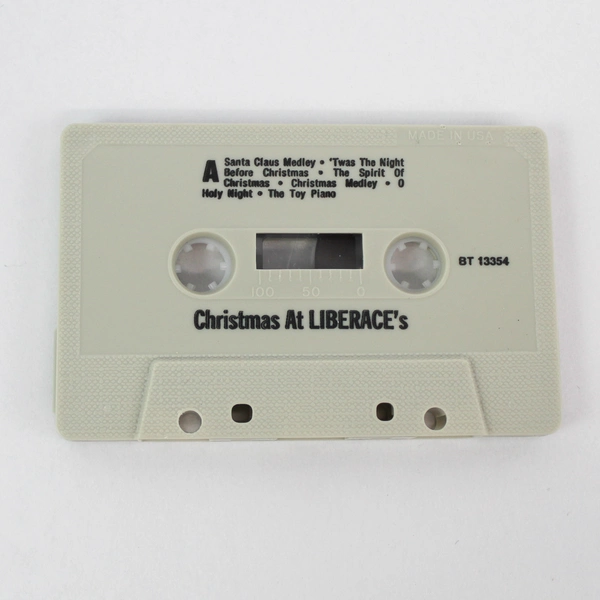 MADE IN USA
A
Santa Claus Medley • 'Twas The Night
Before Christmas • The Spirit Of
Christmas • Christmas Medley • O
Holy Night • The Toy Piano
BT 13354
100 50 0
Christmas At LIBERACE's